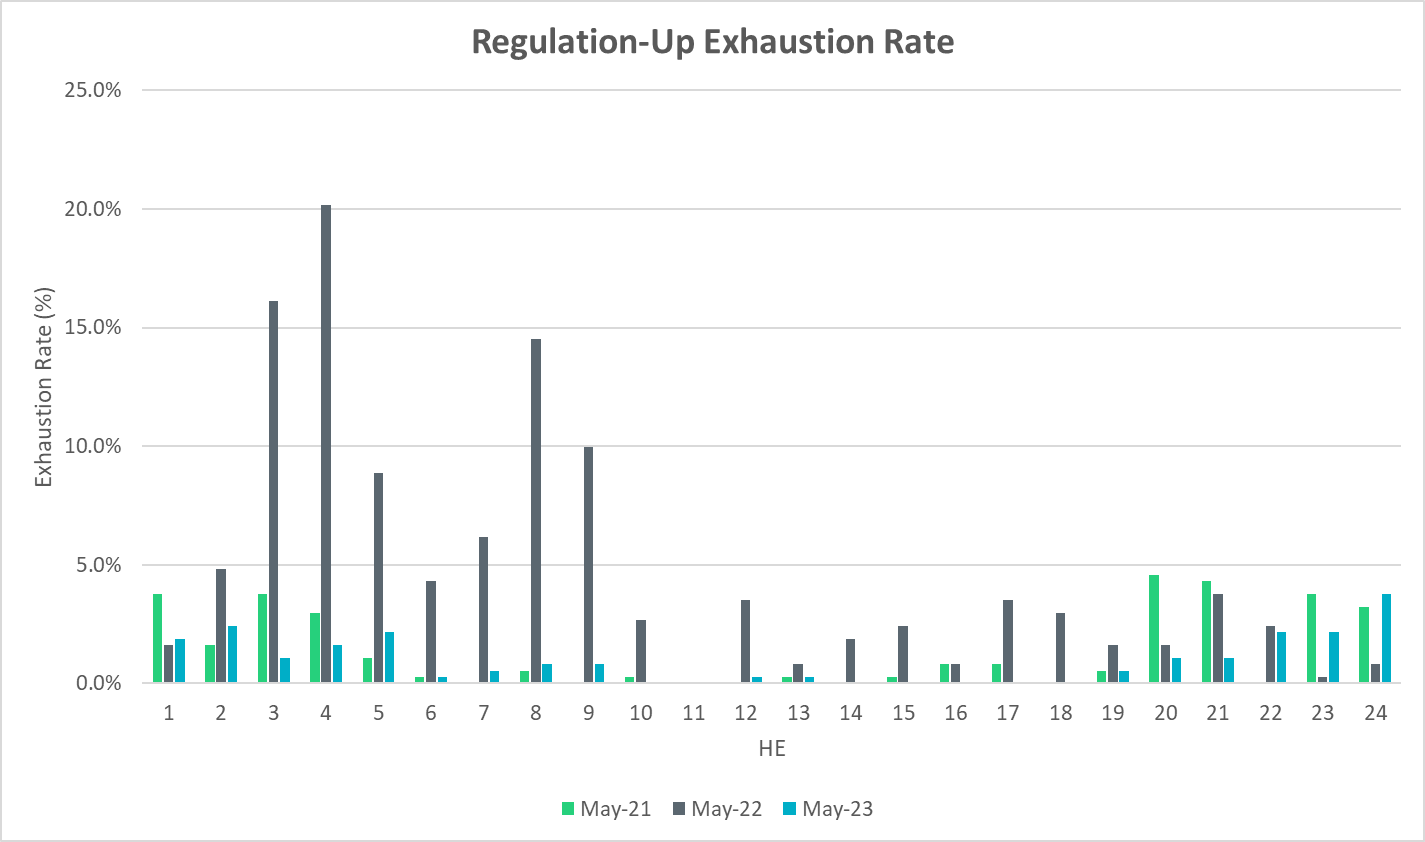 Regulation-Up Exhaustion Rate
25.0%
20.0%
15.0%
10.0%
5.0%
0.0%
Exhaustion Rate (%)
1 2 3 4 5 6 7 8 9 10 11 12 13 14 15 16 17 18 19 20 21 22 23 24
HE
May-21 May-22 May-23